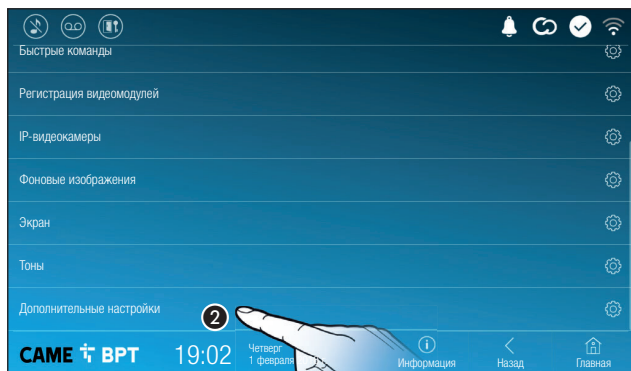 Быстрые команды
Регистрация видеомодулей
IP-видеокамеры
Фоновые изображения
Экран
Тоны
Дополнительные настройки
2
CAME BPT 19:02 Четверг
1 февраля
Информация Назад Главная